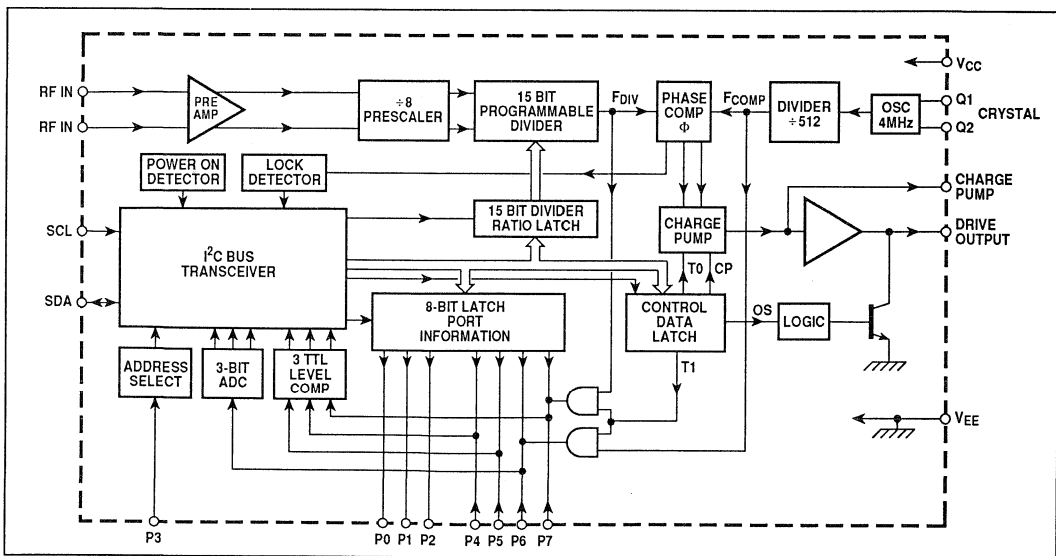 RF IN
RF IN
PRE
AMP
÷8
PRESCALER
15 BIT
PROGRAMMABLE
DIVIDER
FDIV
PHASE
COMP
Φ
FCOMP
DIVIDER
÷512
OSC
4MHz
VCC
Q1
Q2
CRYSTAL
POWER ON
DETECTOR
LOCK
DETECTOR
CHARGE
PUMP
DRIVE
OUTPUT
SCL
SDA
I²C BUS
TRANSCEIVER
15 BIT DIVIDER
RATIO LATCH
CHARGE
PUMP
T0
CP
8-BIT LATCH
PORT
INFORMATION
CONTROL
DATA
LATCH
OS
LOGIC
T1
ADDRESS
SELECT
3-BIT
ADC
3 TTL
LEVEL
COMP
VEE
P3
P0
P1
P2
P4
P5
P6
P7